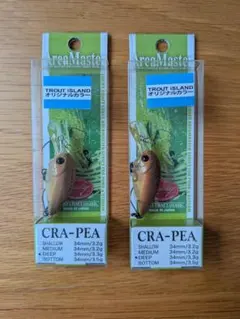 AreaMaster
TROUT ISLAND
オリジナルカラー
CRA-PEA
SHALLOW 34mm/3.2g
MEDIUM 34mm/3.2g
DEEP 34mm/3.3g
BOTTOM 34mm/3.5g
AreaMaster
TROUT ISLAND
オリジナルカラー
CRA-PEA
SHALLOW 34mm/3.2g
MEDIUM 34mm/3.2g
DEEP 34mm/3.3g
BOTTOM 34mm/3.5g